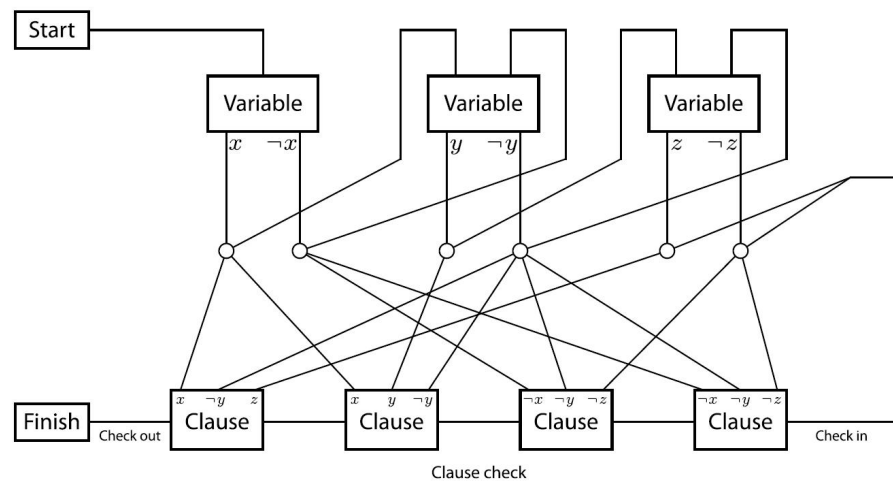 Start
Variable Variable Variable
x ¬x y ¬y z ¬z
x ¬y z x y ¬y ¬x ¬y ¬z ¬x ¬y ¬z
Finish Clause Clause Clause Clause
Check out Check in
Clause check